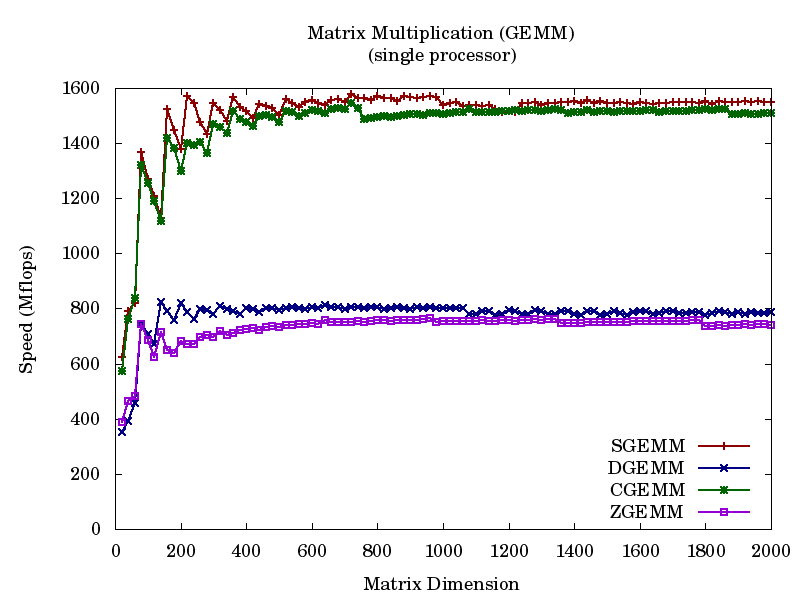 Matrix Multiplication (GEMM)
(single processor)
Speed (Mflops)
1600
1400
1200
1000
800
600
400
200
0
SGEMM
DGEMM
CGEMM
ZGEMM
0 200 400 600 800 1000 1200 1400 1600 1800 2000
Matrix Dimension